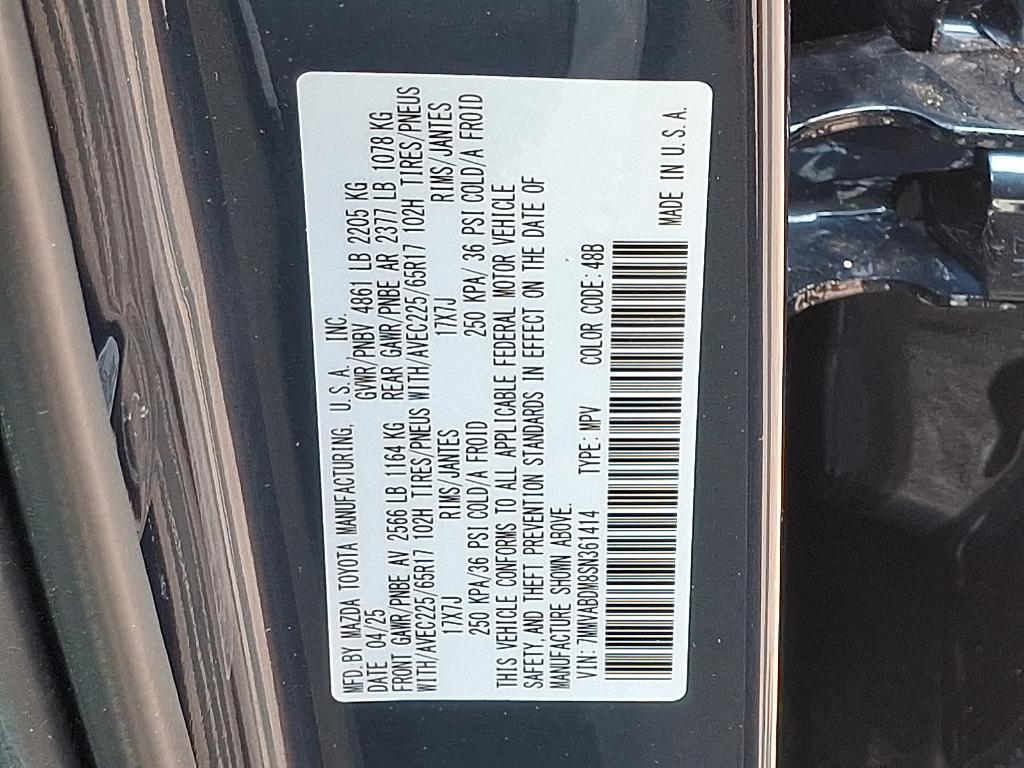 MFD. BY MAZDA TOYOTA MANUFACTURING, U.S.A. INC.
DATE 04/25 GVWR/PNBV 4861 LB 2205 KG
FRONT GAWR/PNBE AV 2566 LB 1164 KG REAR GAWR/PNBE AR 2377 LB 1078 KG
WITH/AVEC225/65R17 102H TIRES/PNEUS WITH/AVEC225/65R17 102H TIRES/PNEUS
17X7J RIMS/JANTES 17X7J RIMS/JANTES
250 KPA/36 PSI COLD/A FROID 250 KPA/ 36 PSI COLD/A FROID
THIS VEHICLE CONFORMS TO ALL APPLICABLE FEDERAL MOTOR VEHICLE
SAFETY, AND THEFT PREVENTION STANDARDS IN EFFECT ON THE DATE OF
MANUFACTURE SHOWN ABOVE.
VIN: 7MMVABDM8SN361414 TYPE: MPV COLOR CODE: 48B
MADE IN U.S.A.